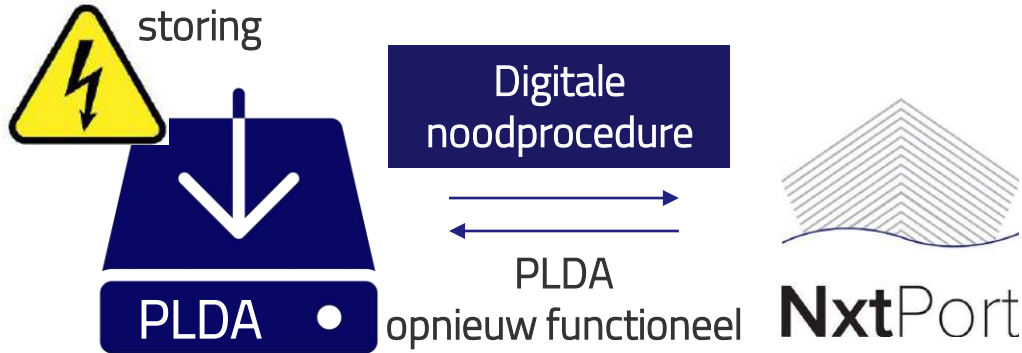 storing
Digitale
noodprocedure
PLDA
opnieuw functioneel
PLDA
NxtPort